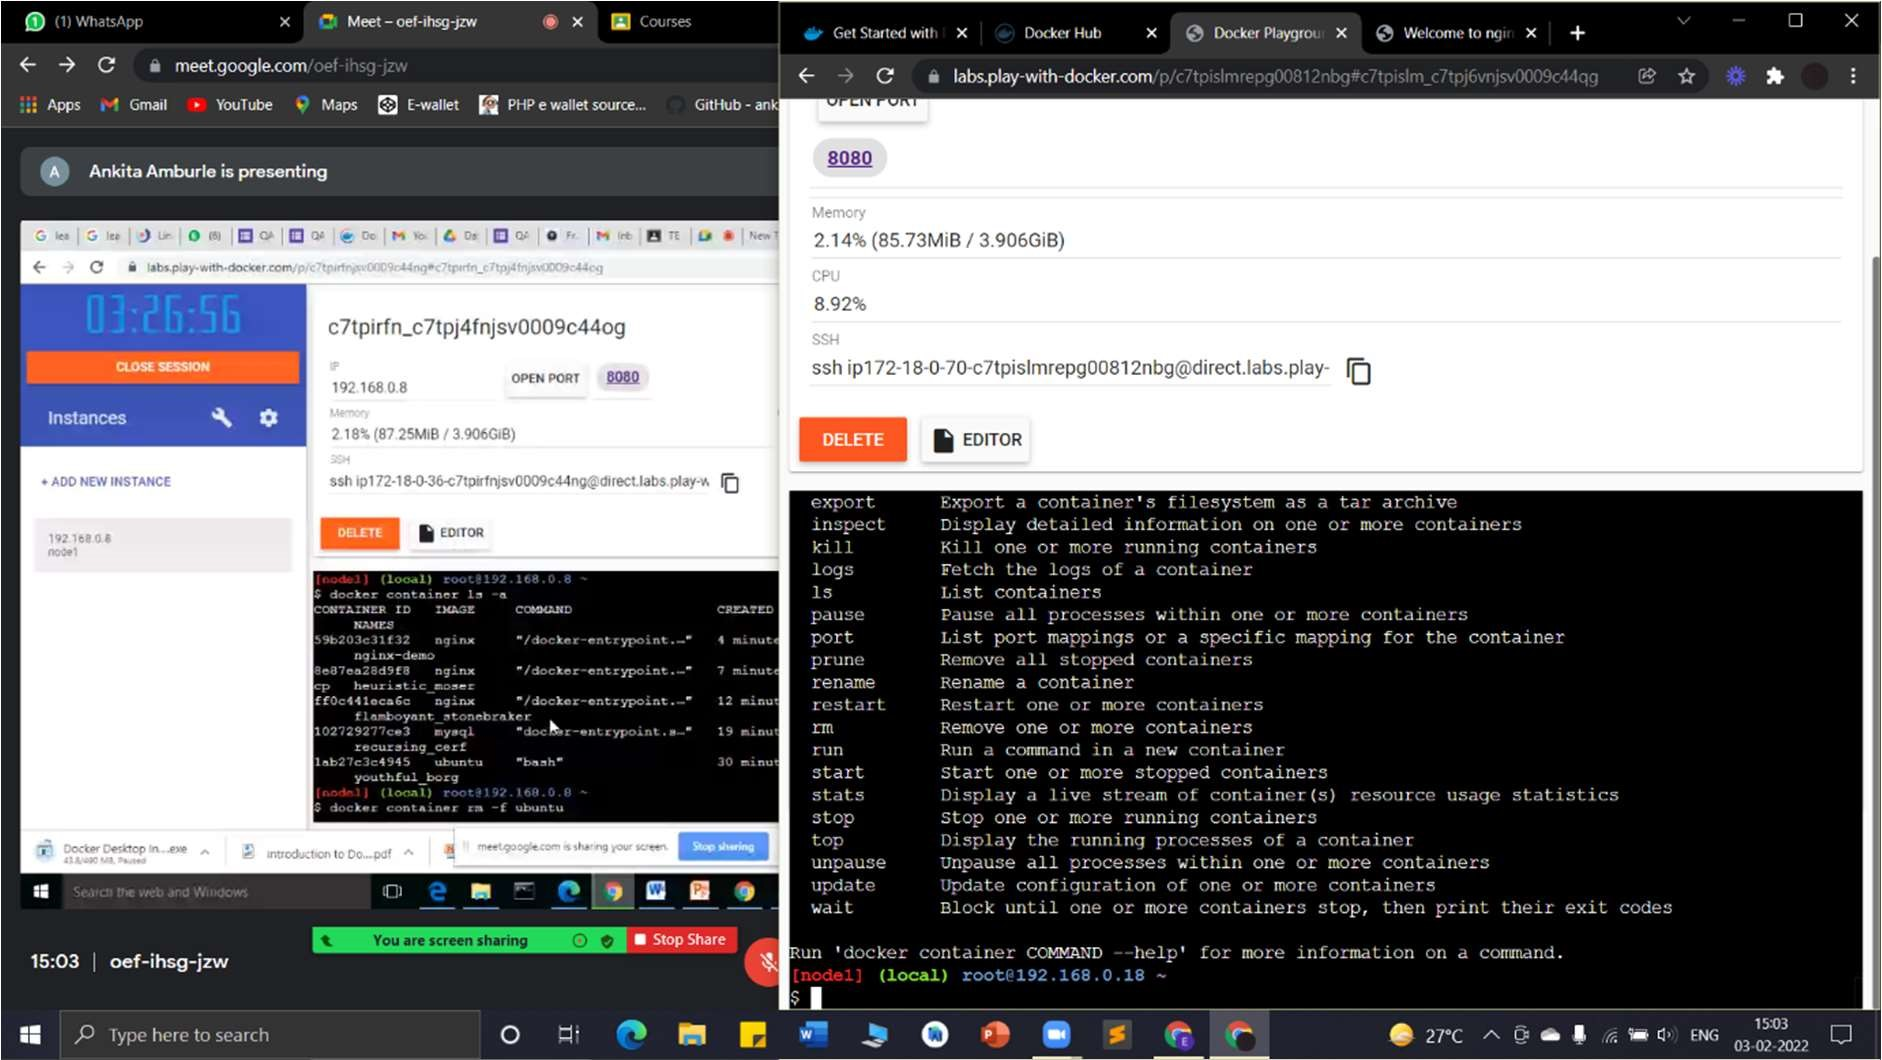 (1) WhatsApp
Meet – oef-ihsg-jzw
Courses
meet.google.com/oef-ihsg-jzw
Apps
Gmail
YouTube
Maps
E-wallet
PHP e wallet source...
GitHub - ank
A
Ankita Amburle is presenting
labs.play-with-docker.com/p/c7tpirfnjsv0009c44ng#c7tpirfn_c7tpj4fnjsv0009c44og
03:26:56
CLOSE SESSION
Instances
+ ADD NEW INSTANCE
192.168.0.8
node1
c7tpirfn_c7tpj4fnjsv0009c44og
IP
192.168.0.8
OPEN PORT
8080
Memory
2.18% (87.25MiB / 3.906GiB)
SSH
ssh ip172-18-0-36-c7tpirfnjsv0009c44ng@direct.labs.play-w
DELETE
EDITOR
[node1] (local) root@192.168.0.8 ~
$ docker container ls -a
CONTAINER ID IMAGE COMMAND CREATED
NAMES
59b203c31f32 nginx "/docker-entrypoint.…" 4 minute
nginx-demo
8e87ea28d9f8 nginx "/docker-entrypoint.…" 7 minute
cp heuristic_moser
ff0c441eca6c nginx "/docker-entrypoint.…" 12 minut
flamboyant_stonebraker
102729277ce3 mysql "docker-entrypoint.s…" 19 minut
recursing_cerf
1ab27c3c4945 ubuntu "bash" 30 minut
youthful_borg
[node1] (local) root@192.168.0.8 ~
$ docker container rm -f ubuntu
Docker Desktop In....exe
43.8/490 MB, Paused
introduction to Do....pdf
meet.google.com is sharing your screen.
Stop sharing
Search the web and Windows
You are screen sharing
Stop Share
15:03 | oef-ihsg-jzw
Get Started with
Docker Hub
Docker Playgrou
Welcome to ngin
labs.play-with-docker.com/p/c7tpislmrepg00812nbg#c7tpislm_c7tpj6vnjsv0009c44qg
OPEN PORT
8080
Memory
2.14% (85.73MiB / 3.906GiB)
CPU
8.92%
SSH
ssh ip172-18-0-70-c7tpislmrepg00812nbg@direct.labs.play-
DELETE
EDITOR
export Export a container's filesystem as a tar archive
inspect Display detailed information on one or more containers
kill Kill one or more running containers
logs Fetch the logs of a container
ls List containers
pause Pause all processes within one or more containers
port List port mappings or a specific mapping for the container
prune Remove all stopped containers
rename Rename a container
restart Restart one or more containers
rm Remove one or more containers
run Run a command in a new container
start Start one or more stopped containers
stats Display a live stream of container(s) resource usage statistics
stop Stop one or more running containers
top Display the running processes of a container
unpause Unpause all processes within one or more containers
update Update configuration of one or more containers
wait Block until one or more containers stop, then print their exit codes
Run 'docker container COMMAND --help' for more information on a command.
[node1] (local) root@192.168.0.18 ~
$
Type here to search
27°C
ENG
15:03
03-02-2022